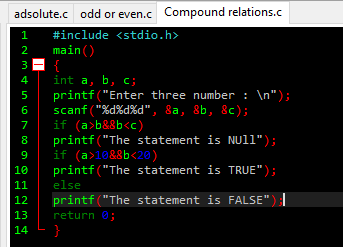 adsolute.c odd or even.c Compound relations.c
1 #include <stdio.h>
2 main()
3 {
4 int a, b, c;
5 printf("Enter three number : \n");
6 scanf("%d%d%d", &a, &b, &c);
7 if (a>b&&b<c)
8 printf("The statement is NUll");
9 if (a>10&&b<20)
10 printf("The statement is TRUE");
11 else
12 printf("The statement is FALSE");
13 return 0;
14 }